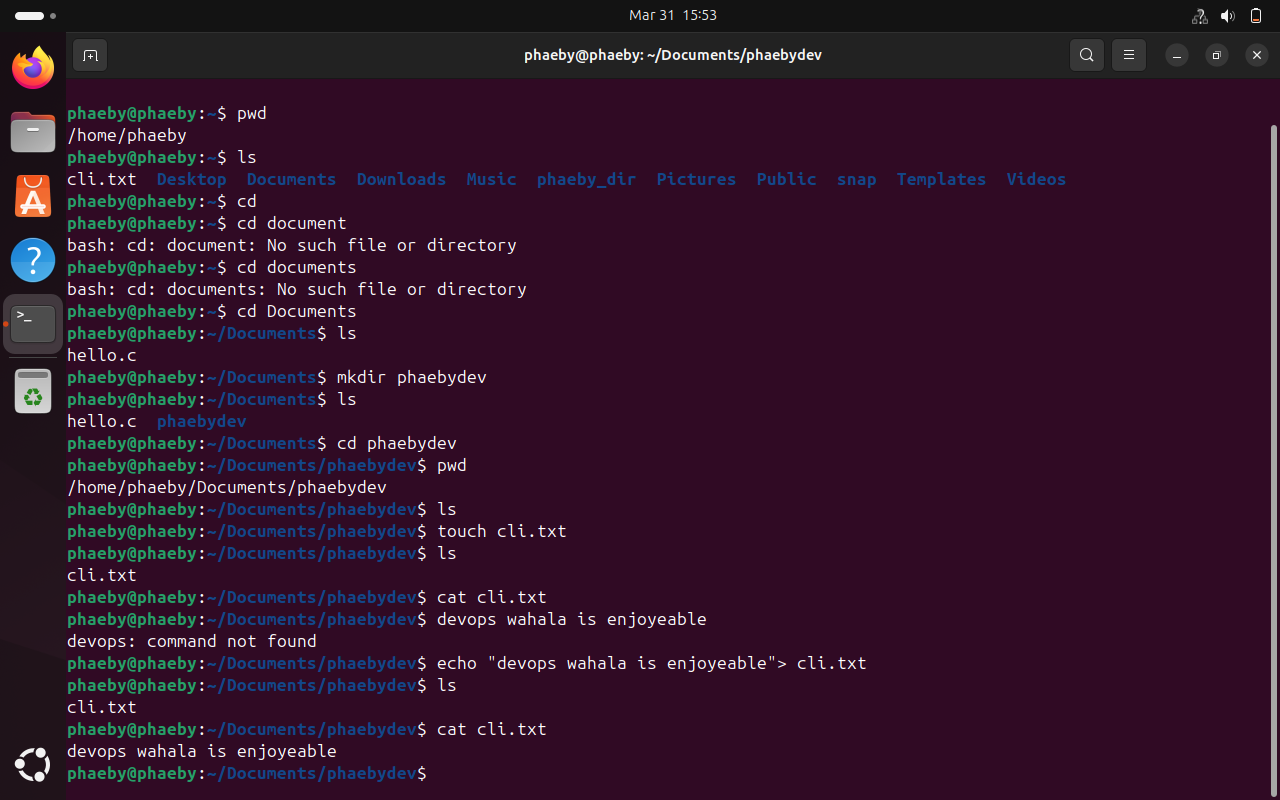 Mar 31 15:53
phaeby@phaeby: ~/Documents/phaebydev
phaeby@phaeby:~$ pwd
/home/phaeby
phaeby@phaeby:~$ ls
cli.txt Desktop Documents Downloads Music phaeby_dir Pictures Public snap Templates Videos
phaeby@phaeby:~$ cd
phaeby@phaeby:~$ cd document
bash: cd: document: No such file or directory
phaeby@phaeby:~$ cd documents
bash: cd: documents: No such file or directory
phaeby@phaeby:~$ cd Documents
phaeby@phaeby:~/Documents$ ls
hello.c
phaeby@phaeby:~/Documents$ mkdir phaebydev
phaeby@phaeby:~/Documents$ ls
hello.c phaebydev
phaeby@phaeby:~/Documents$ cd phaebydev
phaeby@phaeby:~/Documents/phaebydev$ pwd
/home/phaeby/Documents/phaebydev
phaeby@phaeby:~/Documents/phaebydev$ ls
phaeby@phaeby:~/Documents/phaebydev$ touch cli.txt
phaeby@phaeby:~/Documents/phaebydev$ ls
cli.txt
phaeby@phaeby:~/Documents/phaebydev$ cat cli.txt
phaeby@phaeby:~/Documents/phaebydev$ devops wahala is enjoyeable
devops: command not found
phaeby@phaeby:~/Documents/phaebydev$ echo "devops wahala is enjoyeable"> cli.txt
phaeby@phaeby:~/Documents/phaebydev$ ls
cli.txt
phaeby@phaeby:~/Documents/phaebydev$ cat cli.txt
devops wahala is enjoyeable
phaeby@phaeby:~/Documents/phaebydev$